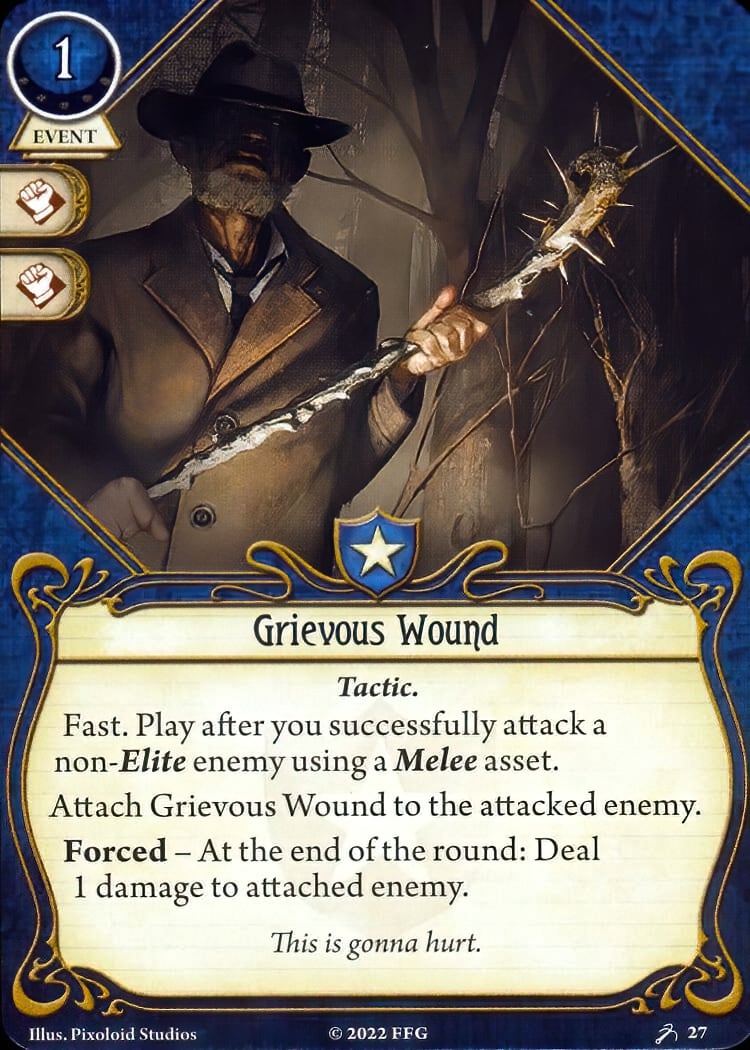 1
EVENT
Grievous Wound
Tactic.
Fast. Play after you successfully attack a
non-Elite enemy using a Melee asset.
Attach Grievous Wound to the attacked enemy.
Forced – At the end of the round: Deal
1 damage to attached enemy.
This is gonna hurt.
Illus. Pixoloid Studios
© 2022 FFG
27